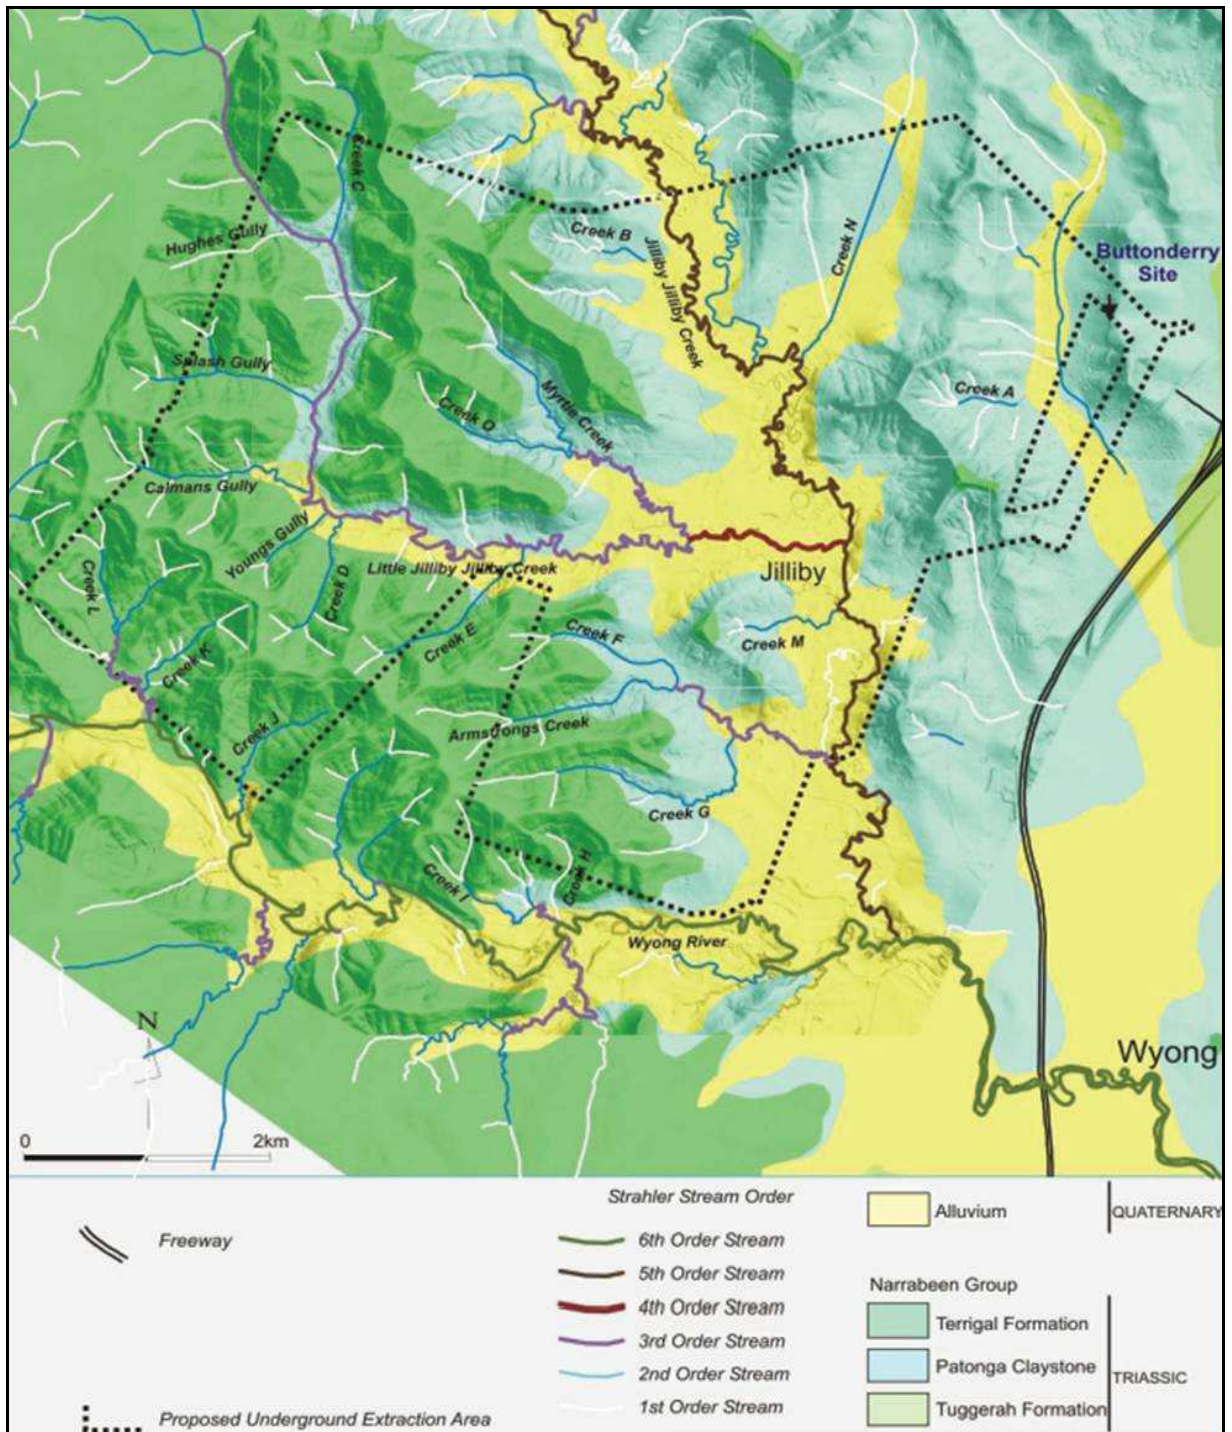 Creek C
Hughes Gully
Creek B
Jilliby Jilliby Creek
Creek N
Buttonderry
Site
Splash Gully
Myrtle Creek
Creek O
Creek A
Calmans Gully
Youngs Gully
Creek D
Little Jilliby Jilliby Creek
Jilliby
Creek L
Creek E
Creek F
Creek M
Creek K
Creek J
Armstrongs Creek
Creek G
Creek I
Creek H
Wyong River
N
Wyong
0 2km
Strahler Stream Order
Freeway
6th Order Stream
5th Order Stream
4th Order Stream
3rd Order Stream
2nd Order Stream
1st Order Stream
Proposed Underground Extraction Area
Alluvium
QUATERNARY
Narrabeen Group
Terrigal Formation
Patonga Claystone
Tuggerah Formation
TRIASSIC